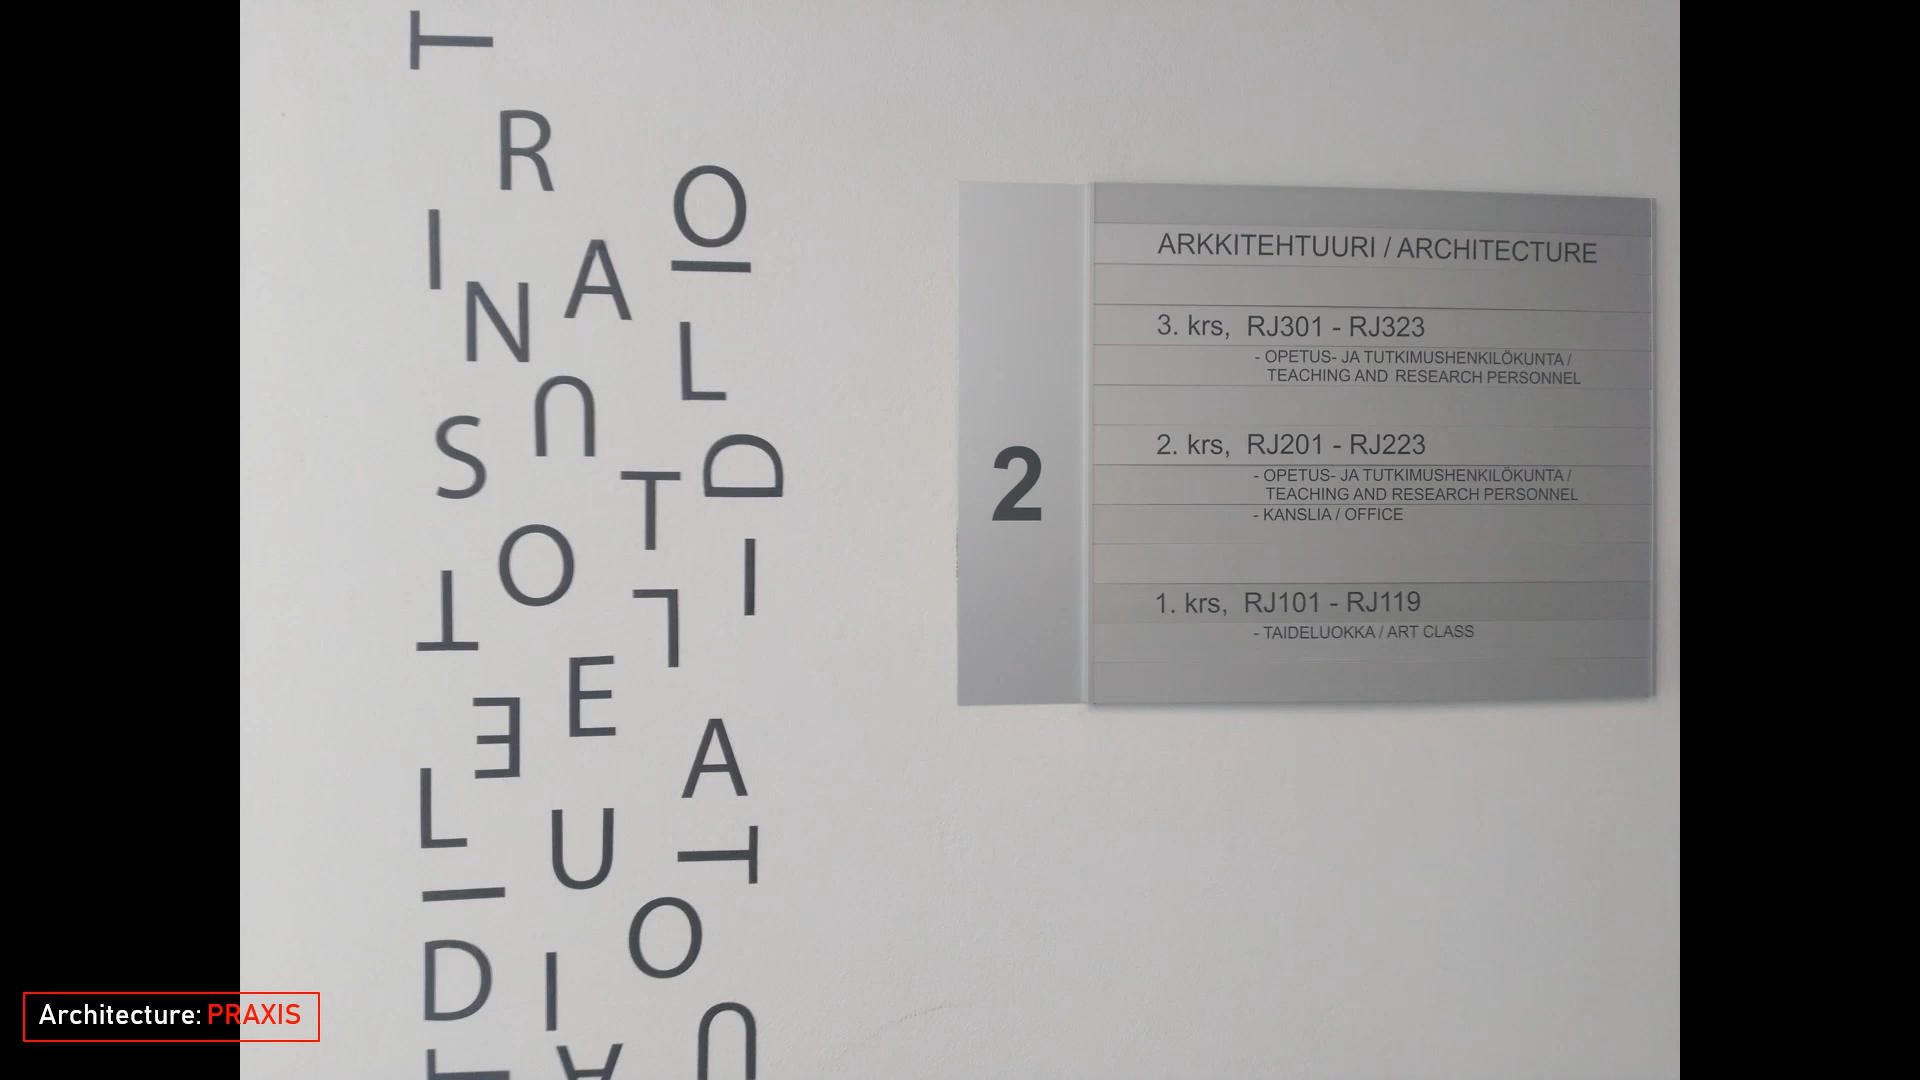 T
R
O
I
A
N
L
U
S
D
T
O
I
T
L
E
E
A
L
U
T
I
O
D
I
U
A
T
2
ARKKITEHTUURI / ARCHITECTURE
3. krs, RJ301 - RJ323
- OPETUS- JA TUTKIMUSHENKILÖKUNTA /
TEACHING AND RESEARCH PERSONNEL
2. krs, RJ201 - RJ223
- OPETUS- JA TUTKIMUSHENKILÖKUNTA /
TEACHING AND RESEARCH PERSONNEL
- KANSLIA / OFFICE
1. krs, RJ101 - RJ119
- TAIDELUOKKA / ART CLASS
Architecture: PRAXIS